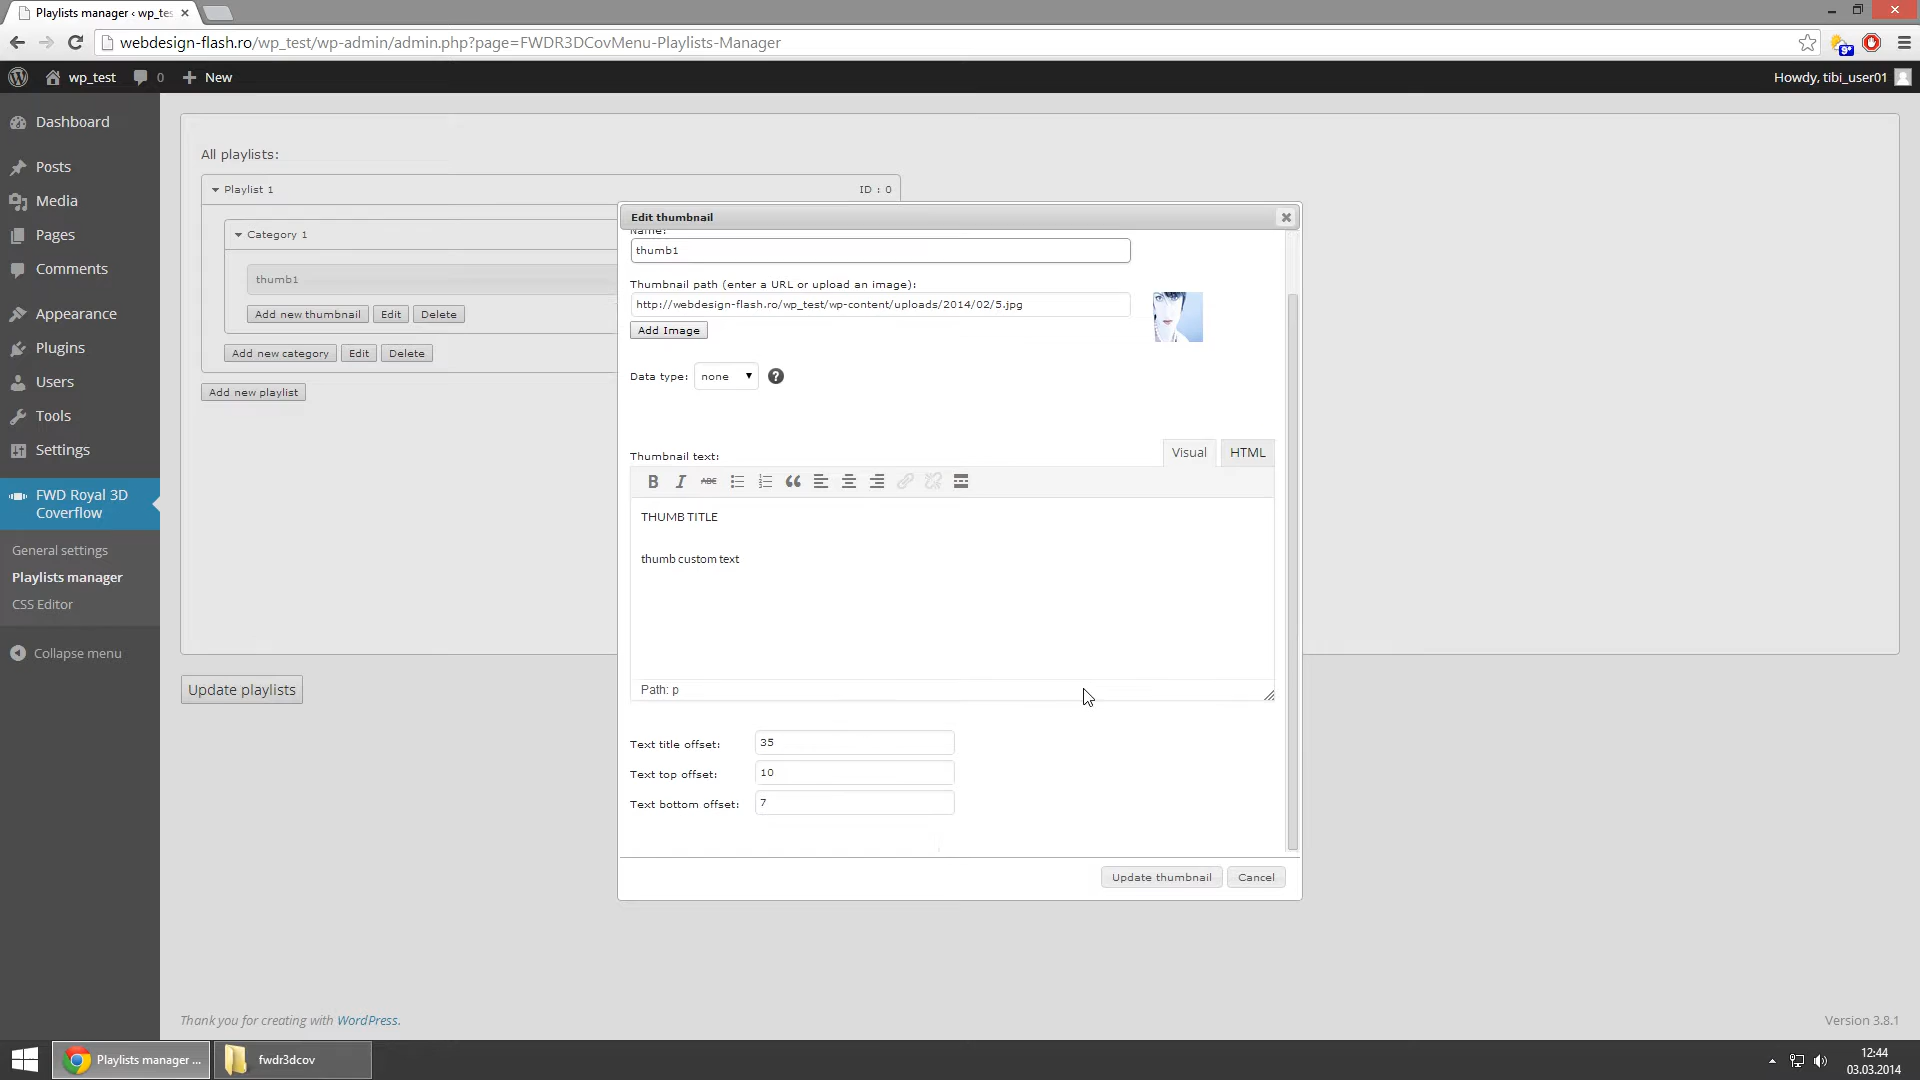 Playlists manager ‹ wp_tes
webdesign-flash.ro/wp_test/wp-admin/admin.php?page=FWDR3DCovMenu-Playlists-Manager
9°
wp_test 0 New
Howdy, tibi_user01
Dashboard
Posts
Media
Pages
Comments
Appearance
Plugins
Users
Tools
Settings
FWD Royal 3D
Coverflow
General settings
Playlists manager
CSS Editor
Collapse menu
All playlists:
Playlist 1 ID : 0
Category 1
thumb1
Add new thumbnail Edit Delete
Add new category Edit Delete
Add new playlist
Update playlists
Edit thumbnail
Name:
thumb1
Thumbnail path (enter a URL or upload an image):
http://webdesign-flash.ro/wp_test/wp-content/uploads/2014/02/5.jpg
Add Image
Data type: none ?
Thumbnail text:
Visual HTML
B I ABC
THUMB TITLE
thumb custom text
Path: p
Text title offset: 35
Text top offset: 10
Text bottom offset: 7
Update thumbnail Cancel
Thank you for creating with WordPress.
Version 3.8.1
Playlists manager ...
fwdr3dcov
12:44
03.03.2014